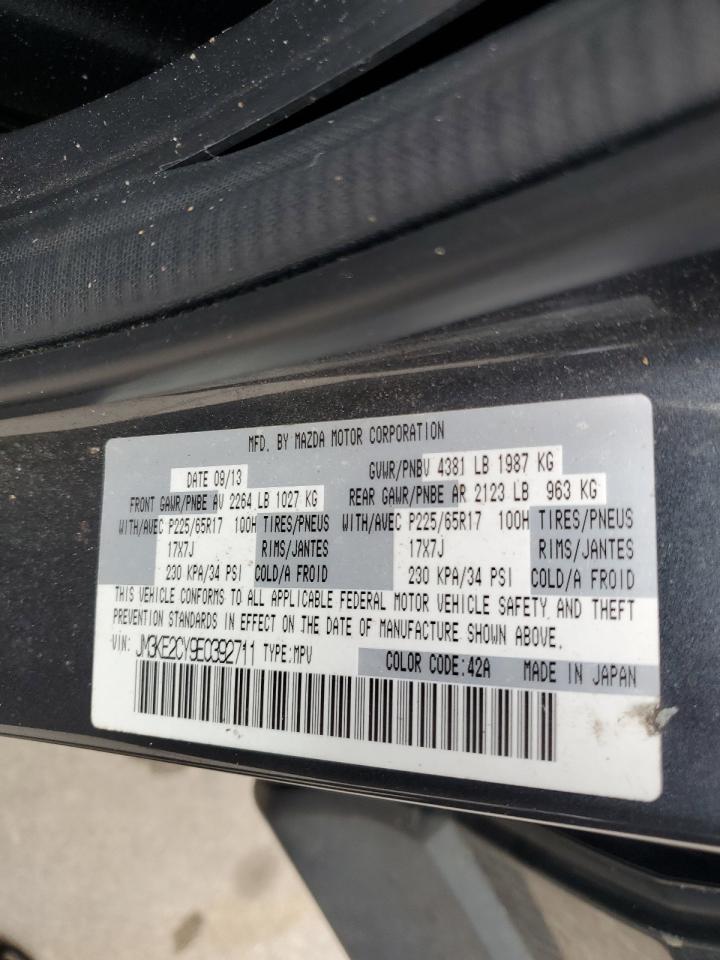 MFD. BY MAZDA MOTOR CORPORATION
DATE 09/13 GVWR/PNBV 4381 LB 1987 KG
FRONT GAWR/PNBE AV 2264 LB 1027 KG REAR GAWR/PNBE AR 2123 LB 963 KG
WITH/AVEC P225/65R17 100H TIRES/PNEUS WITH/AVEC P225/65R17 100H TIRES/PNEUS
17X7J RIMS/JANTES 17X7J RIMS/JANTES
230 KPA/34 PSI COLD/A FROID 230 KPA/34 PSI COLD/A FROID
THIS VEHICLE CONFORMS TO ALL APPLICABLE FEDERAL MOTOR VEHICLE SAFETY AND THEFT
PREVENTION STANDARDS IN EFFECT ON THE DATE OF MANUFACTURE SHOWN ABOVE.
VIN: JM3KE2CY9E0392711 TYPE:MPV COLOR CODE:42A MADE IN JAPAN